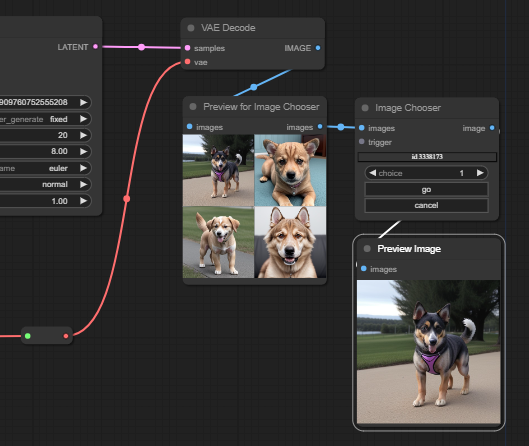 VAE Decode
LATENT
samples
IMAGE
vae
909760752555208
er_generate fixed
20
8.00
ame euler
normal
1.00
Preview for Image Chooser
images
images
Image Chooser
images
image
trigger
id 3338173
choice 1
go
cancel
Preview Image
images